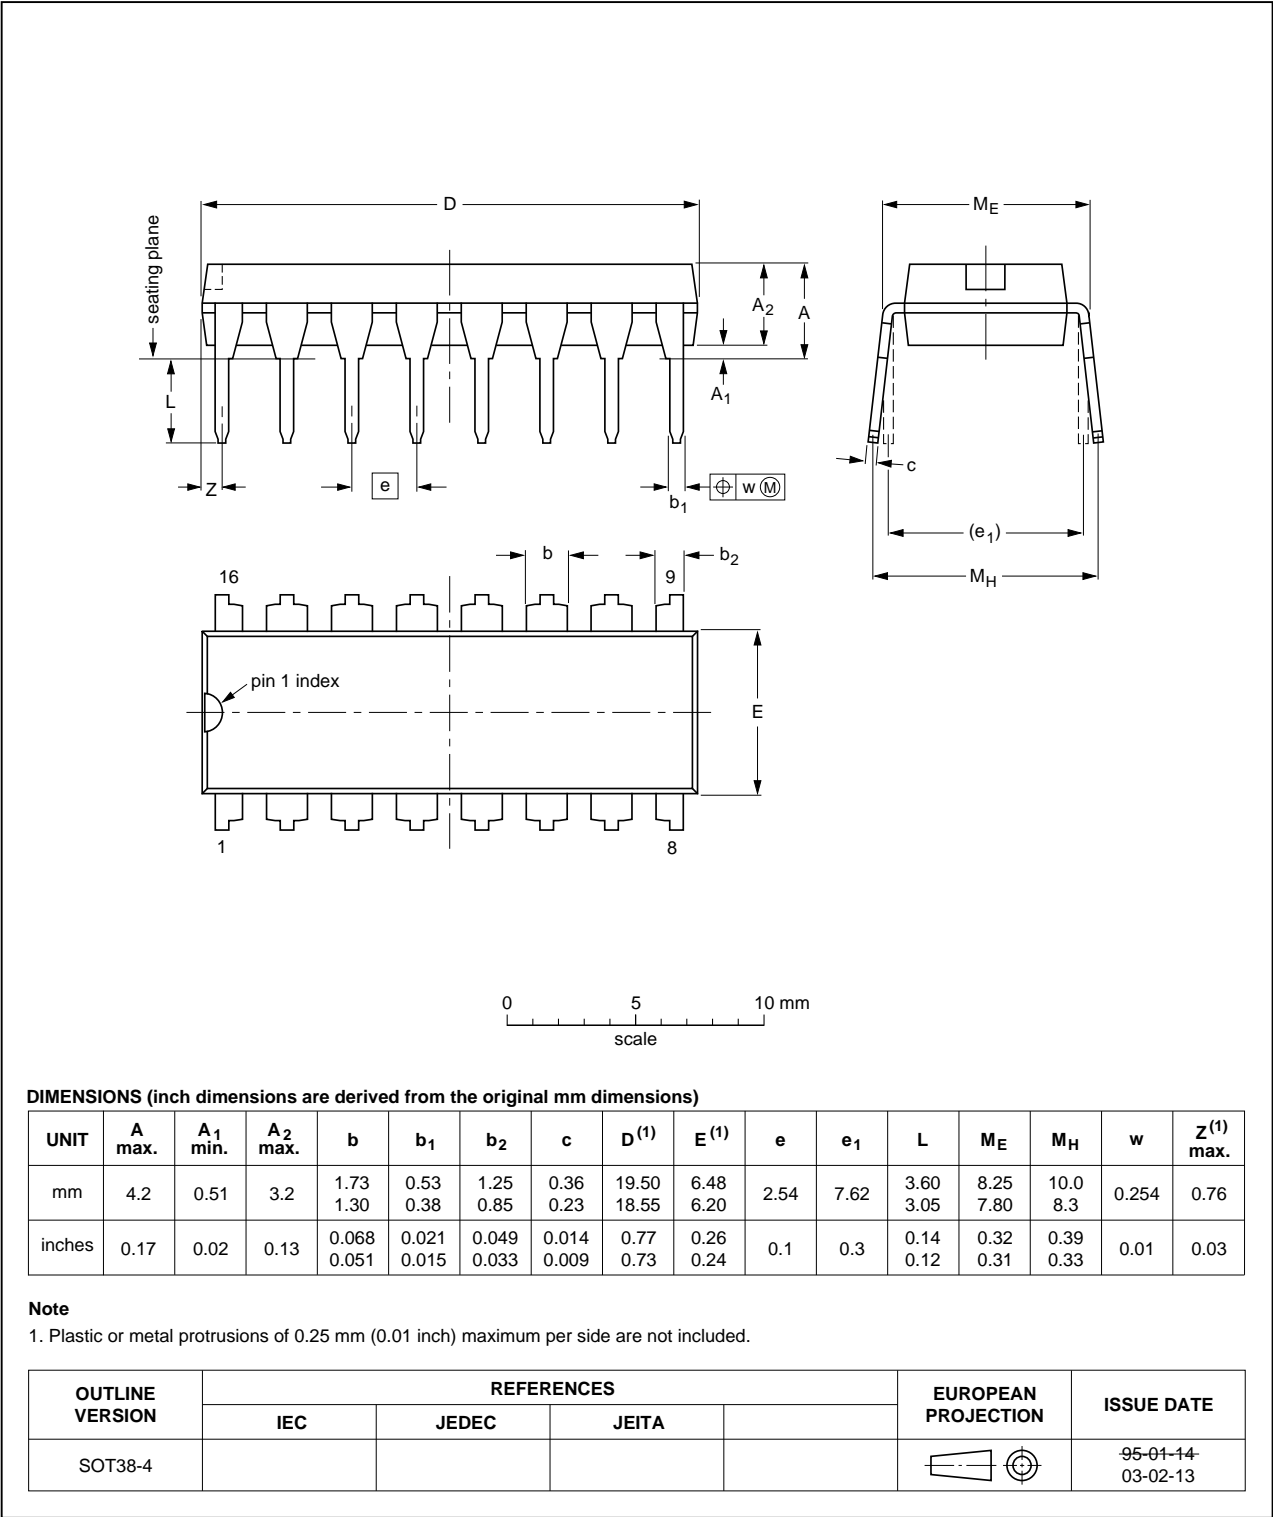 D
M_E
seating plane
A_2
A
A_1
L
Z
e
b_1
w M
c
(e_1)
M_H
b
b_2
16
9
pin 1 index
E
1
8
0 5 10 mm
scale
DIMENSIONS (inch dimensions are derived from the original mm dimensions)
UNIT A max. A1 min. A2 max. b b1 b2 c D(1) E(1) e e1 L ME MH w Z(1) max.
mm 4.2 0.51 3.2 1.73 1.30 0.53 0.38 1.25 0.85 0.36 0.23 19.50 18.55 6.48 6.20 2.54 7.62 3.60 3.05 8.25 7.80 10.0 8.3 0.254 0.76
inches 0.17 0.02 0.13 0.068 0.051 0.021 0.015 0.049 0.033 0.014 0.009 0.77 0.73 0.26 0.24 0.1 0.3 0.14 0.12 0.32 0.31 0.39 0.33 0.01 0.03
Note
1. Plastic or metal protrusions of 0.25 mm (0.01 inch) maximum per side are not included.
OUTLINE VERSION REFERENCES EUROPEAN PROJECTION ISSUE DATE
IEC JEDEC JEITA
SOT38-4 95-01-14
03-02-13